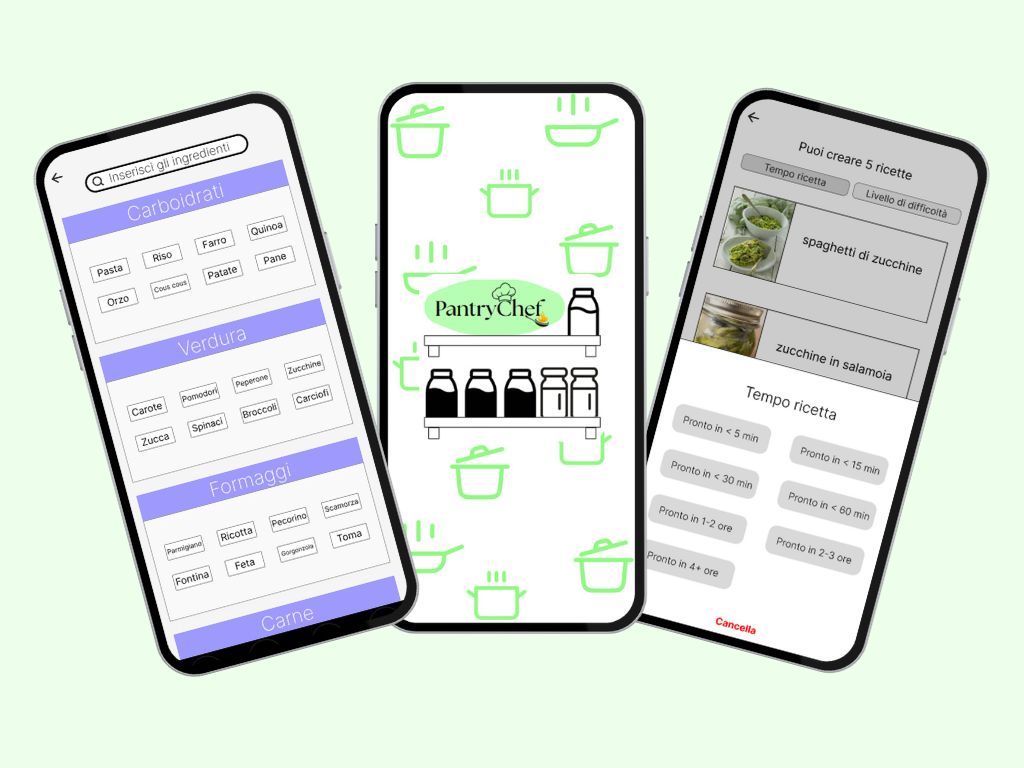 Inserisci gli ingredienti
Carboidrati
Pasta
Riso
Farro
Quinoa
Orzo
Cous cous
Patate
Pane
Verdura
Carote
Pomodori
Peperone
Zucchine
Zucca
Spinaci
Broccoli
Carciofi
Formaggi
Parmigiano
Ricotta
Pecorino
Scamorza
Fontina
Feta
Gorgonzola
Toma
Carne
PantryChef
Puoi creare 5 ricette
Tempo ricetta
Livello di difficoltà
spaghetti di zucchine
zucchine in salamoia
Tempo ricetta
Pronto in < 5 min
Pronto in < 15 min
Pronto in < 30 min
Pronto in < 60 min
Pronto in 1-2 ore
Pronto in 2-3 ore
Pronto in 4+ ore
Cancella